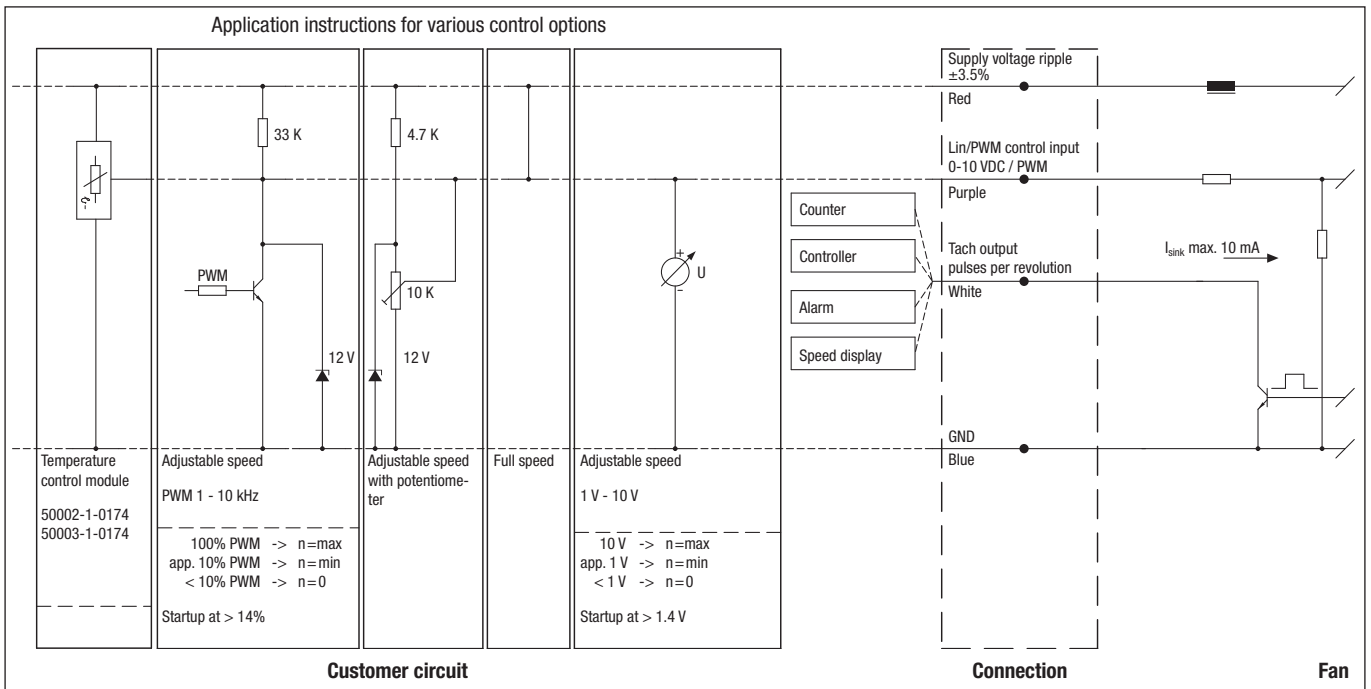 Application instructions for various control options
Supply voltage ripple
±3.5%
Red
33 K
4.7 K
Lin/PWM control input
0-10 VDC / PWM
Purple
Counter
Controller
Alarm
Speed display
Tach output
pulses per revolution
White
Isink max. 10 mA
PWM
10 K
12 V
12 V
+
U
-
GND
Blue
Temperature
control module
50002-1-0174
50003-1-0174
Adjustable speed
PWM 1 - 10 kHz
100% PWM -> n=max
app. 10% PWM -> n=min
< 10% PWM -> n=0
Startup at > 14%
Adjustable speed
with potentiome-
ter
Full speed
Adjustable speed
1 V - 10 V
10 V -> n=max
app. 1 V -> n=min
< 1 V -> n=0
Startup at > 1.4 V
Customer circuit
Connection
Fan